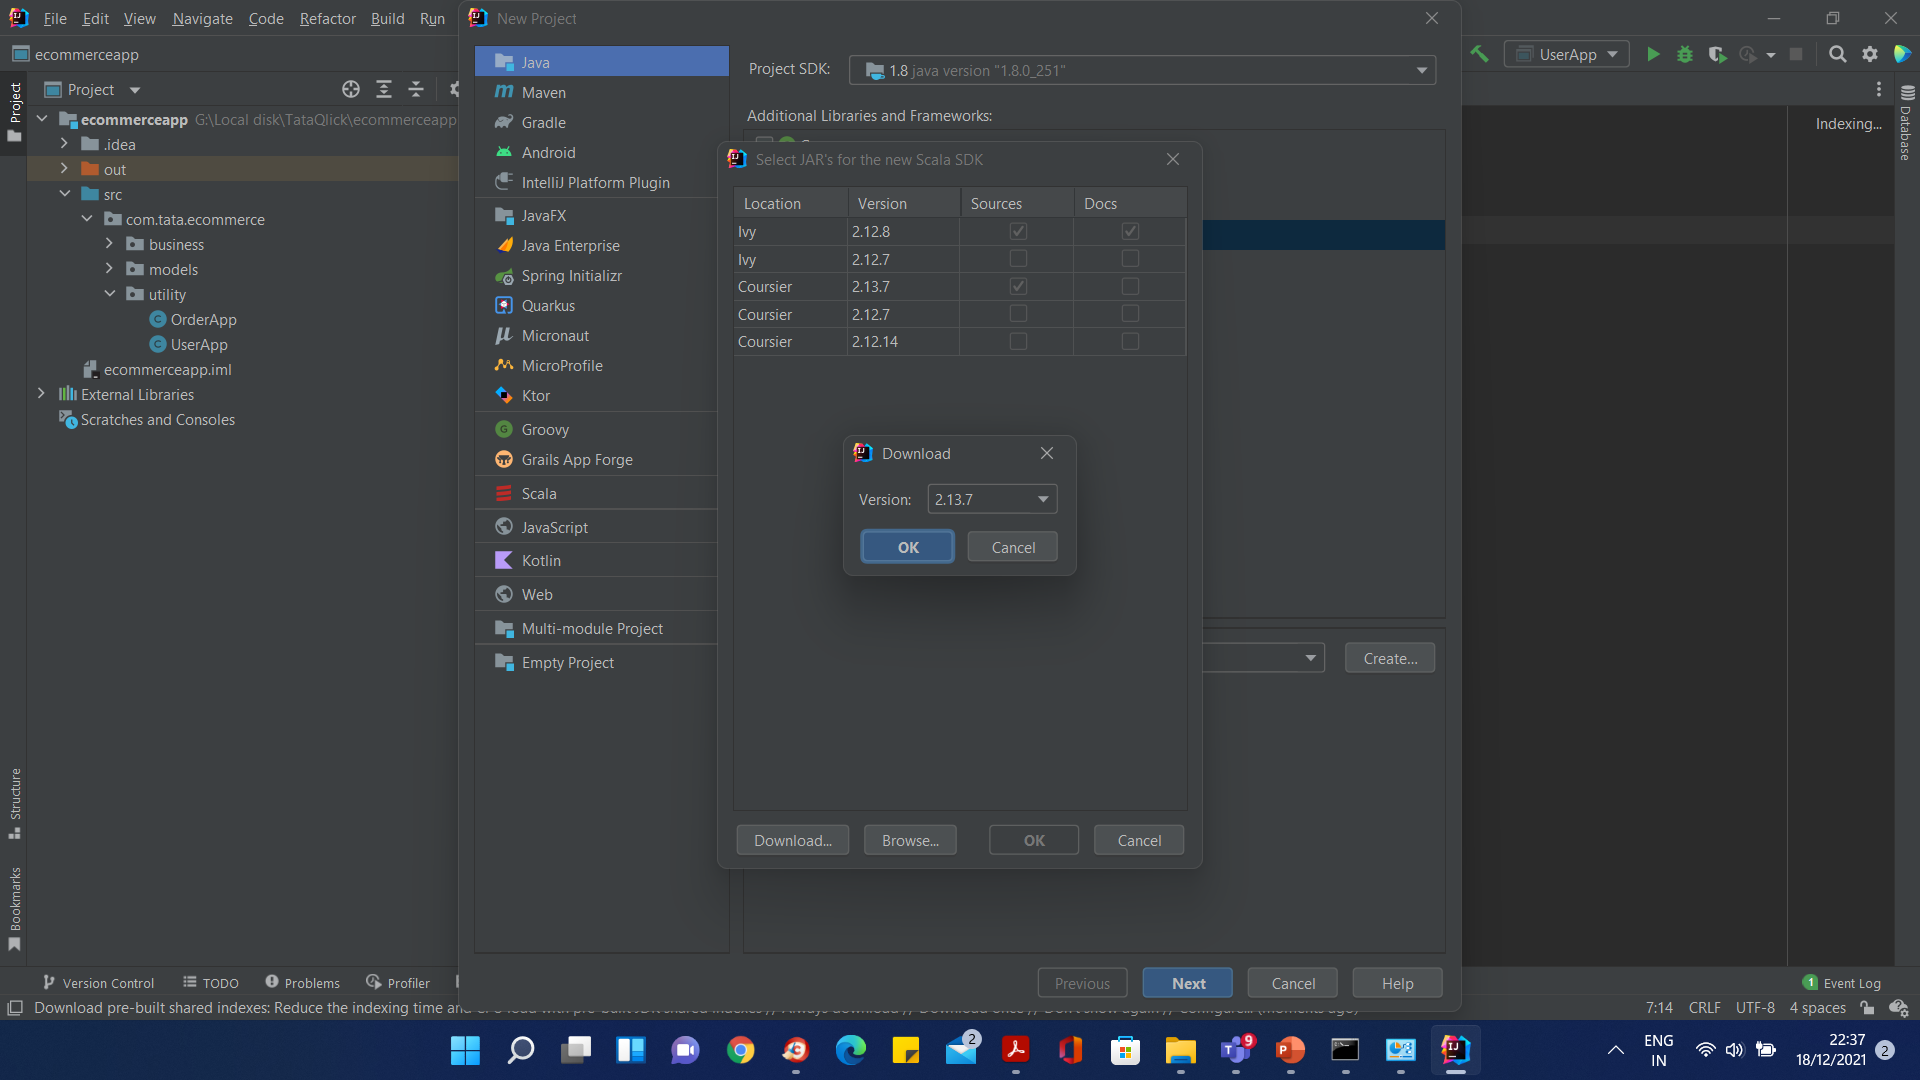 File Edit View Navigate Code Refactor Build Run
New Project
ecommerceapp
UserApp
Project
ecommerceapp G:\Local disk\TataQlick\ecommerceapp
.idea
out
src
com.tata.ecommerce
business
models
utility
OrderApp
UserApp
ecommerceapp.iml
External Libraries
Scratches and Consoles
Project
Structure
Bookmarks
Java
Maven
Gradle
Android
IntelliJ Platform Plugin
JavaFX
Java Enterprise
Spring Initializr
Quarkus
Micronaut
MicroProfile
Ktor
Groovy
Grails App Forge
Scala
JavaScript
Kotlin
Web
Multi-module Project
Empty Project
Project SDK: 1.8 java version "1.8.0_251"
Additional Libraries and Frameworks:
Select JAR's for the new Scala SDK
Location Version Sources Docs
Ivy 2.12.8
Ivy 2.12.7
Coursier 2.13.7
Coursier 2.12.7
Coursier 2.12.14
Download
Version: 2.13.7
OK Cancel
Create...
Download... Browse... OK Cancel
Previous Next Cancel Help
Indexing...
Database
Version Control TODO Problems Profiler
Event Log
Download pre-built shared indexes: Reduce the indexing time and
7:14 CRLF UTF-8 4 spaces
2
9
ENG
IN
22:37
18/12/2021
2